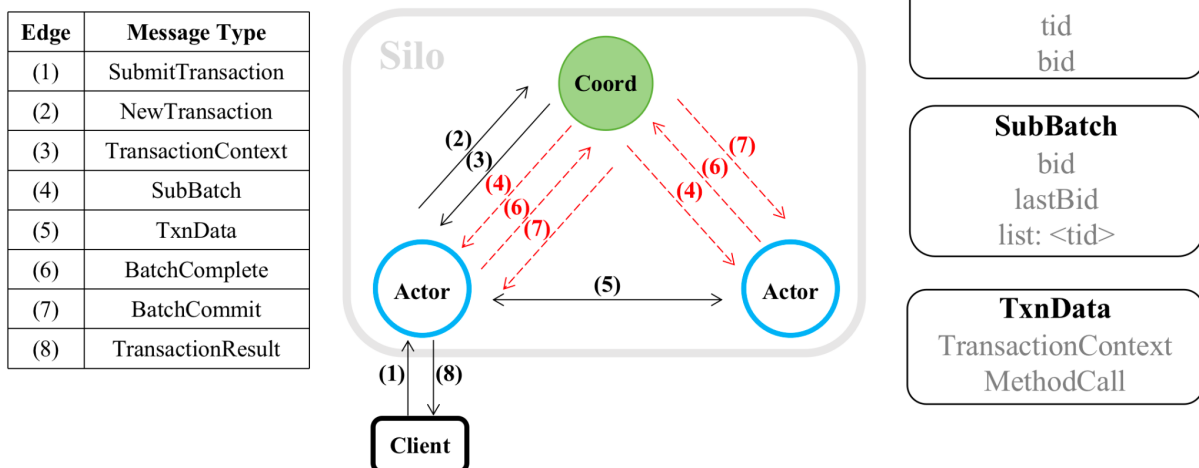 Edge Message Type
(1) SubmitTransaction
(2) NewTransaction
(3) TransactionContext
(4) SubBatch
(5) TxnData
(6) BatchComplete
(7) BatchCommit
(8) TransactionResult
Silo
Coord
(2)
(3)
(4)
(6)
(7)
(7)
(6)
(4)
Actor
(5)
Actor
(1)
(8)
Client
tid
bid
SubBatch
bid
lastBid
list: <tid>
TxnData
TransactionContext
MethodCall